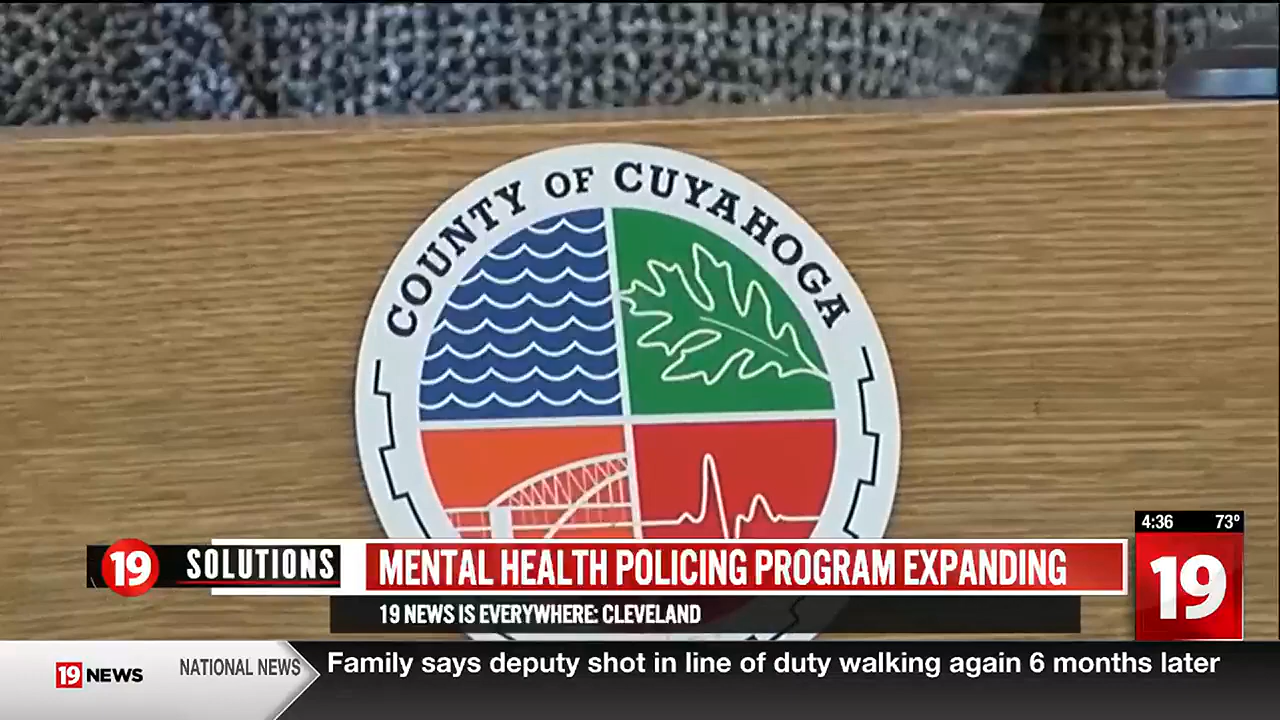 COUNTY OF CUYAHOGA
4:36 73°
19 SOLUTIONS
MENTAL HEALTH POLICING PROGRAM EXPANDING
19
19 NEWS IS EVERYWHERE: CLEVELAND
19 NEWS
NATIONAL NEWS
Family says deputy shot in line of duty walking again 6 months later